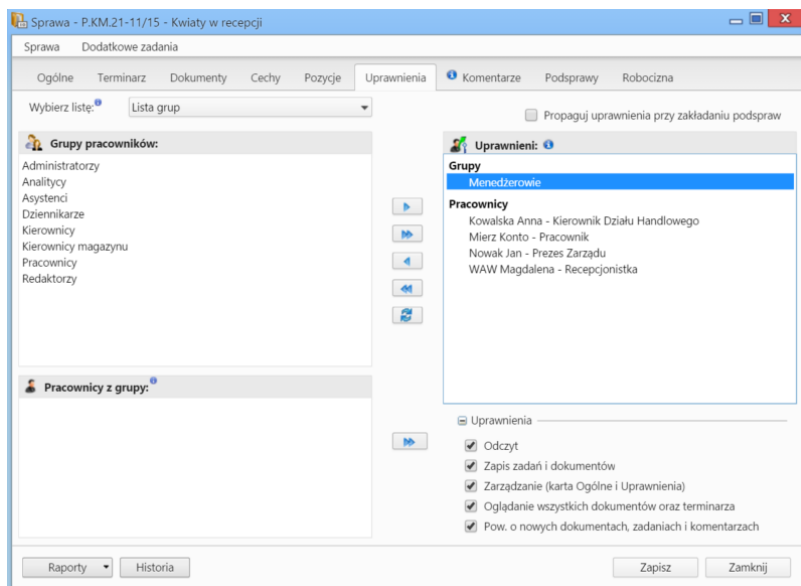 Sprawa - P.KM.21-11/15 - Kwiaty w recepcji
Sprawa Dodatkowe zadania
Ogólne Terminarz Dokumenty Cechy Pozycje Uprawnienia Komentarze Podsprawy Robocizna
Wybierz listę: Lista grup
Propaguj uprawnienia przy zakładaniu podspraw
Grupy pracowników:
Administratorzy
Analitycy
Asystenci
Dziennikarze
Kierownicy
Kierownicy magazynu
Pracownicy
Redaktorzy
Pracownicy z grupy:
Uprawnieni:
Grupy
Menedżerowie
Pracownicy
Kowalska Anna - Kierownik Działu Handlowego
Mierz Konto - Pracownik
Nowak Jan - Prezes Zarządu
WAW Magdalena - Recepcjonistka
Uprawnienia
Odczyt
Zapis zadań i dokumentów
Zarządzanie (karta Ogólne i Uprawnienia)
Oglądanie wszystkich dokumentów oraz terminarza
Pow. o nowych dokumentach, zadaniach i komentarzach
Raporty Historia Zapisz Zamknij